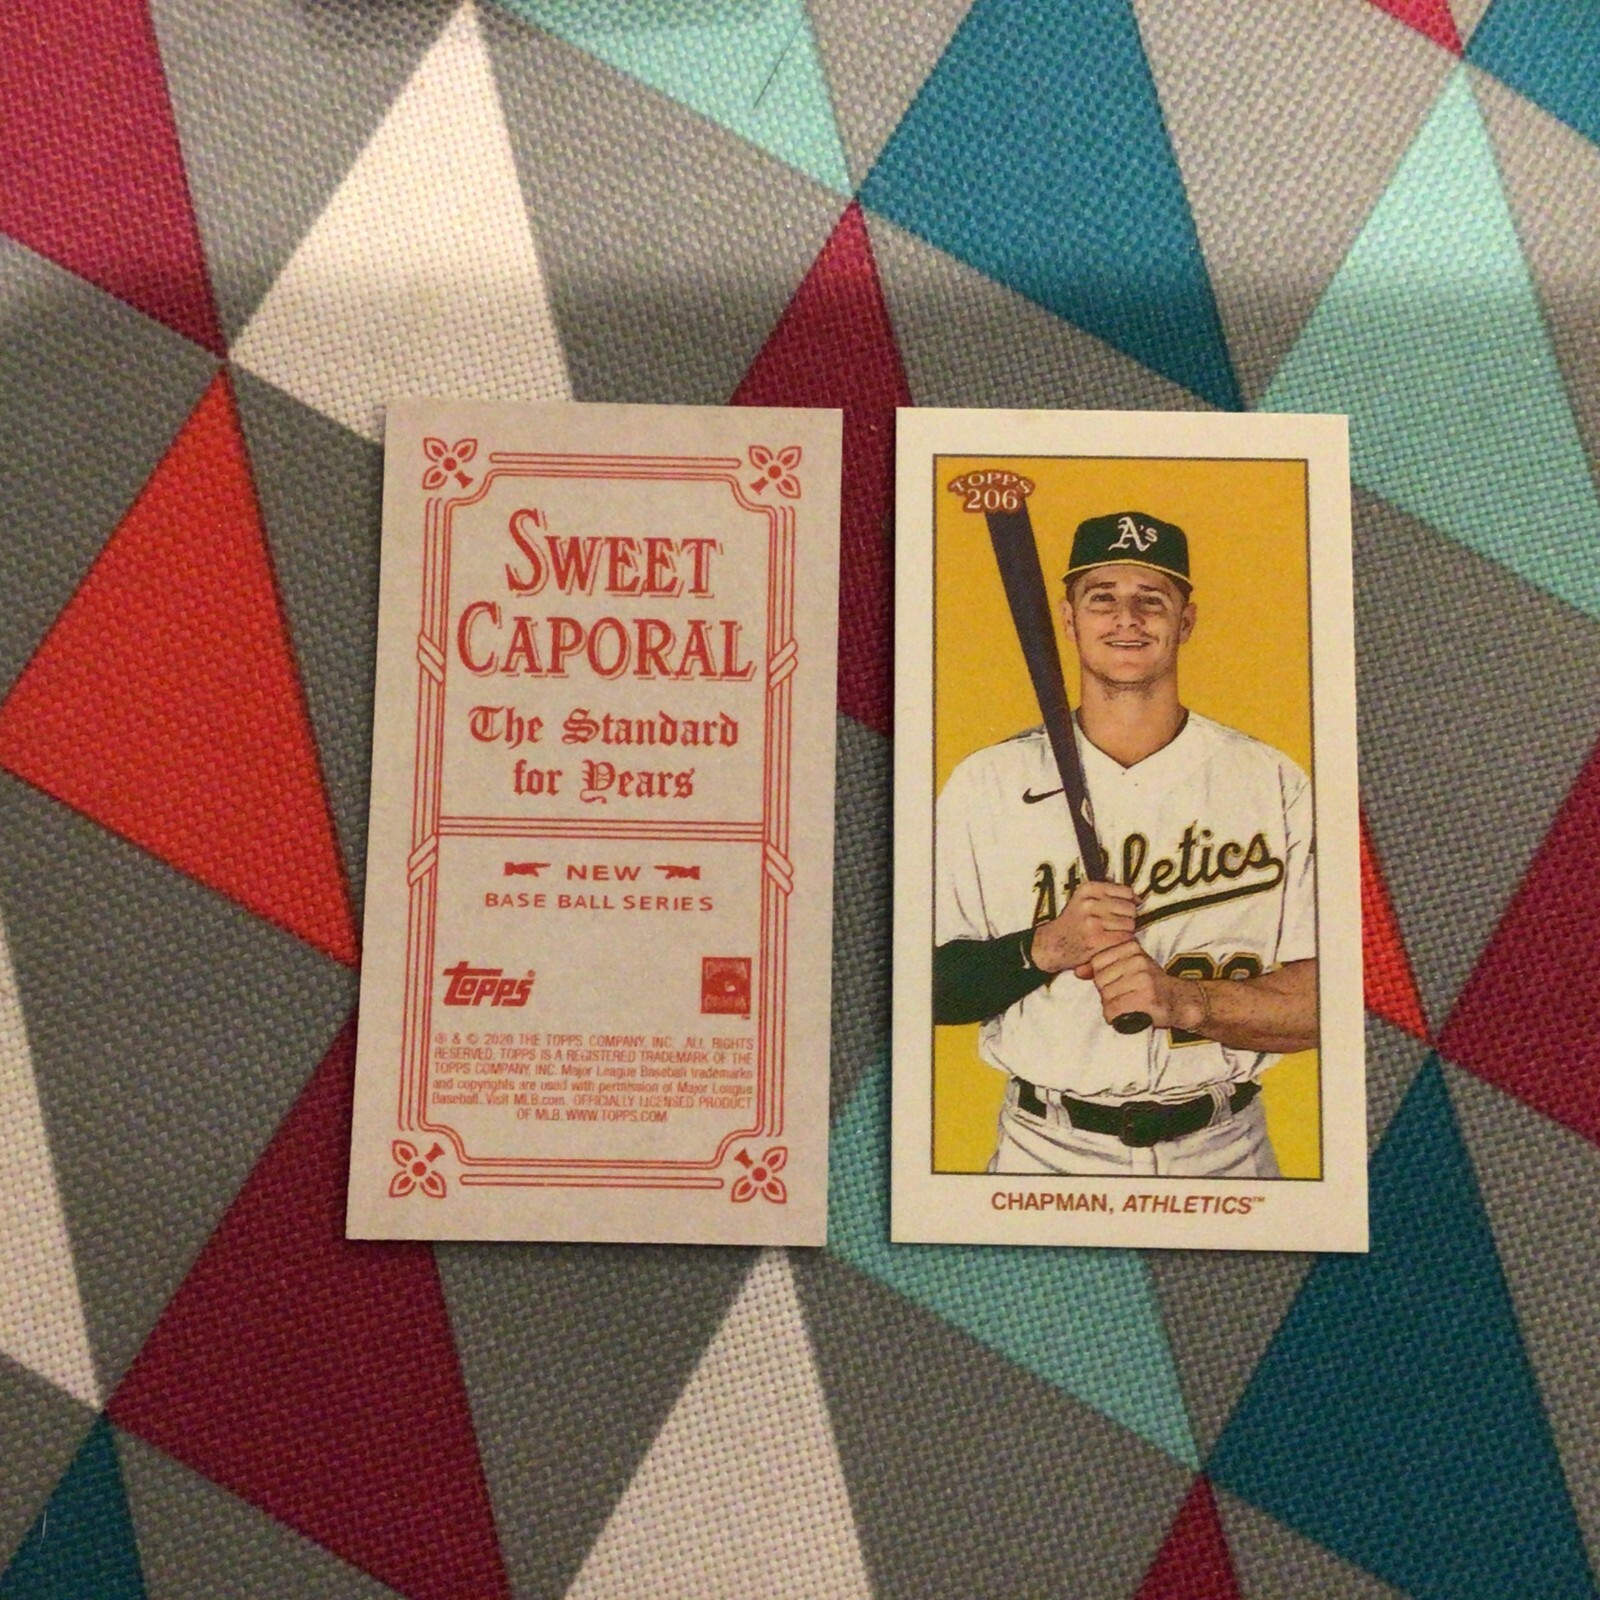 SWEET
CAPORAL
The Standard
for Years
NEW
BASE BALL SERIES
topps®
® & © 2020 THE TOPPS COMPANY, INC. ALL RIGHTS
RESERVED. TOPPS IS A REGISTERED TRADEMARK OF THE
TOPPS COMPANY, INC. Major League Baseball trademarks
and copyrights are used with permission of Major League
Baseball. Visit MLB.com. OFFICIALLY LICENSED PRODUCT
OF MLB. WWW.TOPPS.COM
TOPPS
206
A's
Athletics
CHAPMAN, ATHLETICS™